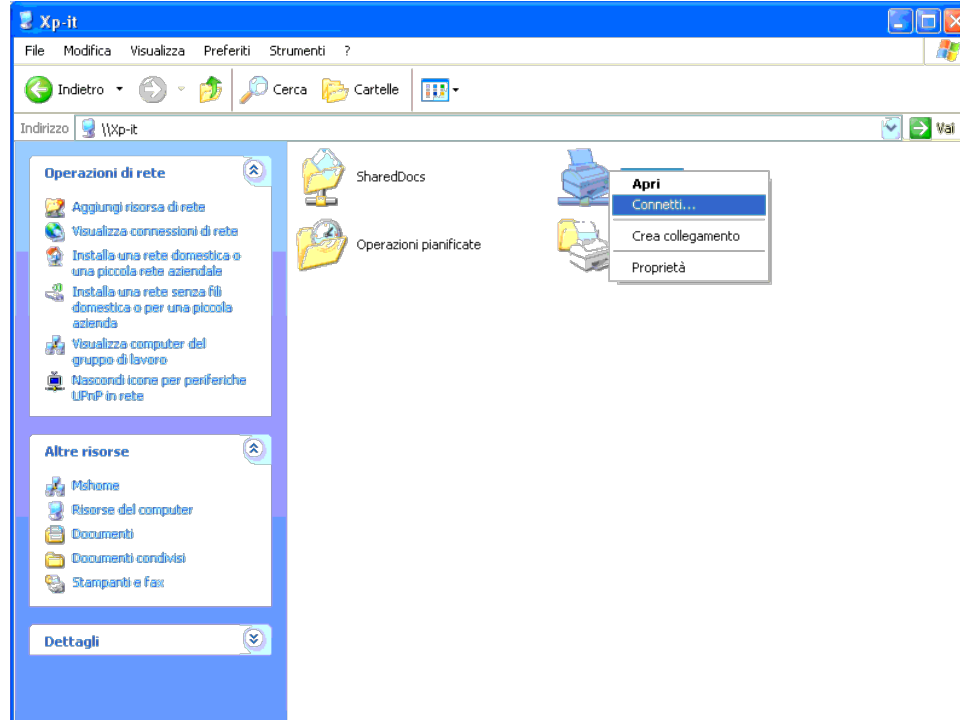 Xp-it
File Modifica Visualizza Preferiti Strumenti ?
Indietro Cerca Cartelle
Indirizzo \\Xp-it Vai
Operazioni di rete
Aggiungi risorsa di rete
Visualizza connessioni di rete
Installa una rete domestica o
una piccola rete aziendale
Installa una rete senza fili
domestica o per una piccola
azienda
Visualizza computer del
gruppo di lavoro
Nascondi icone per periferiche
UPnP in rete
Altre risorse
Mshome
Risorse del computer
Documenti
Documenti condivisi
Stampanti e fax
Dettagli
SharedDocs
Operazioni pianificate
Apri
Connetti...
Crea collegamento
Proprietà